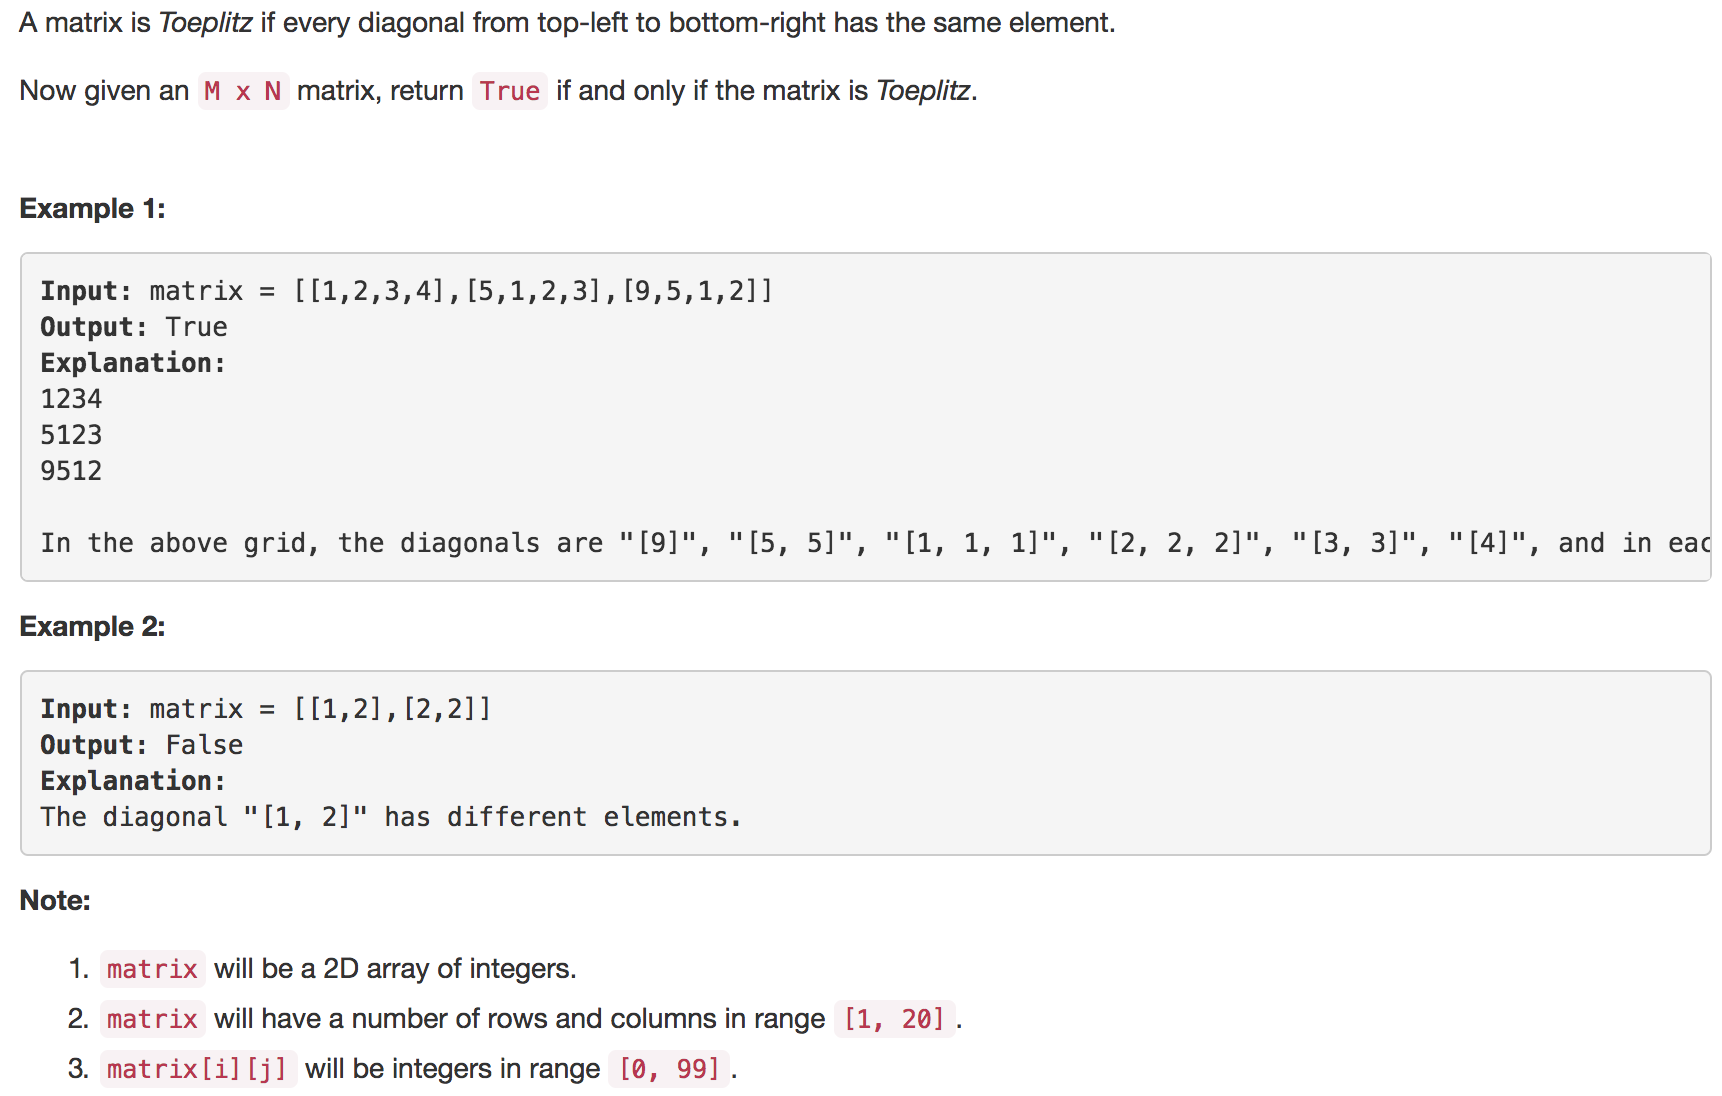 A matrix is Toeplitz if every diagonal from top-left to bottom-right has the same element.
Now given an M x N matrix, return True if and only if the matrix is Toeplitz.
Example 1:
Input: matrix = [[1,2,3,4],[5,1,2,3],[9,5,1,2]]
Output: True
Explanation:
1234
5123
9512
In the above grid, the diagonals are "[9]", "[5, 5]", "[1, 1, 1]", "[2, 2, 2]", "[3, 3]", "[4]", and in eac
Example 2:
Input: matrix = [[1,2],[2,2]]
Output: False
Explanation:
The diagonal "[1, 2]" has different elements.
Note:
1. matrix will be a 2D array of integers.
2. matrix will have a number of rows and columns in range [1, 20].
3. matrix[i][j] will be integers in range [0, 99].